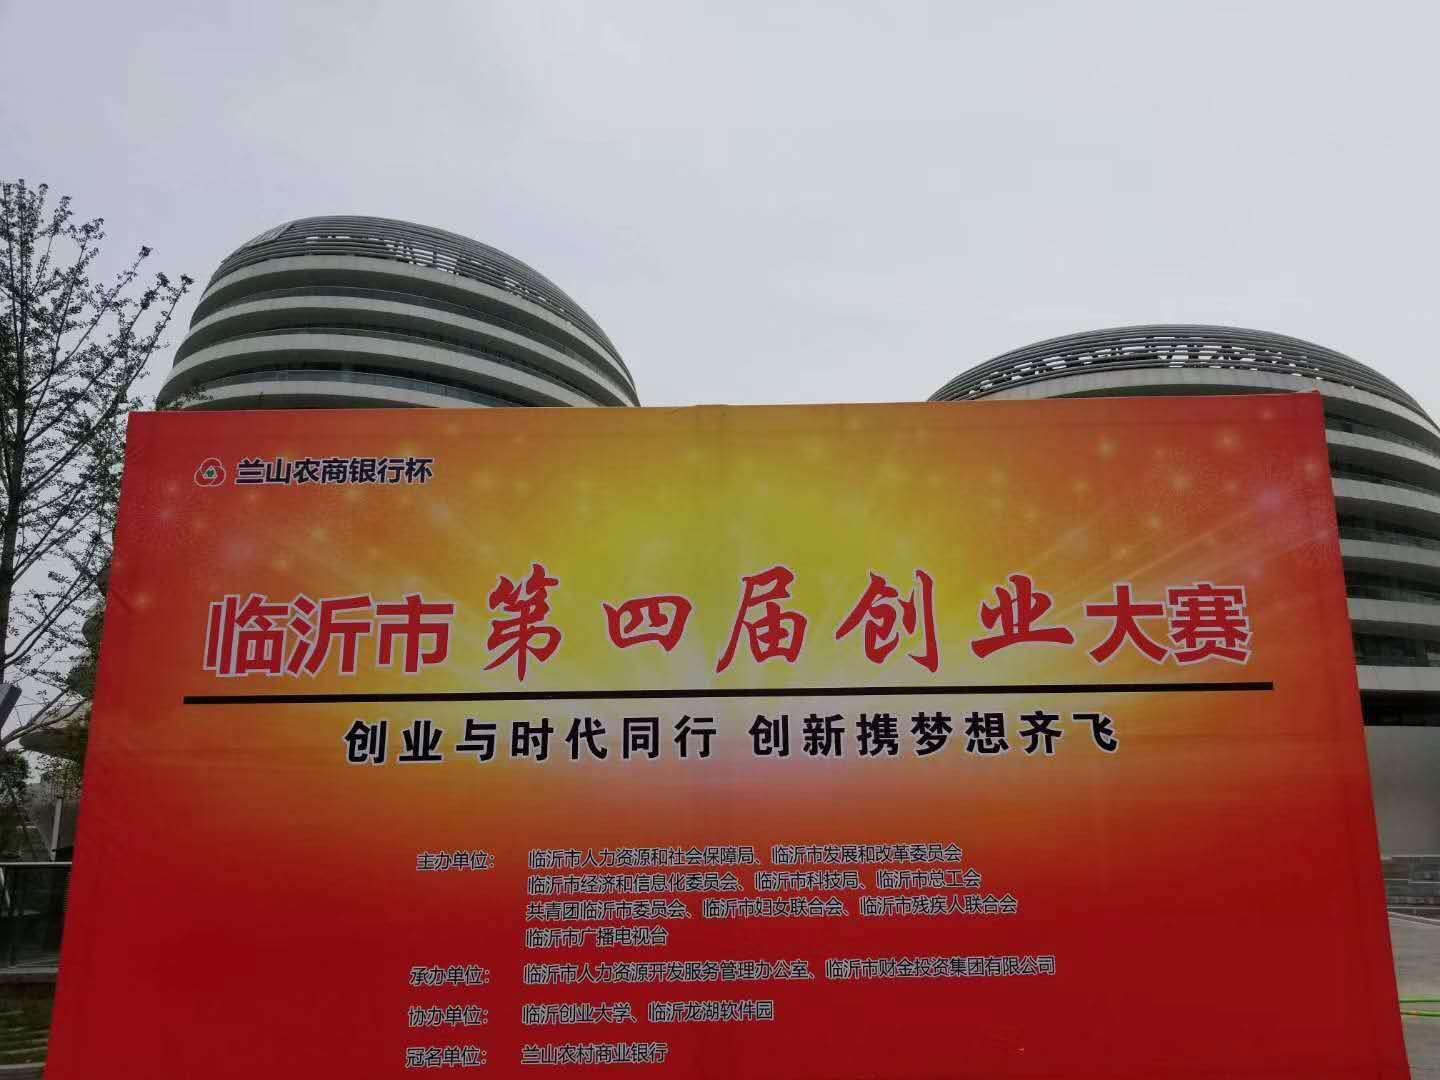 兰山农商银行杯
临沂市第四届创业大赛
创业与时代同行 创新携梦想齐飞
主办单位： 临沂市人力资源和社会保障局、临沂市发展和改革委员会
临沂市经济和信息化委员会、临沂市科技局、临沂市总工会
共青团临沂市委员会、临沂市妇女联合会、临沂市残疾人联合会
临沂市广播电视台
承办单位： 临沂市人力资源开发服务管理办公室、临沂市财金投资集团有限公司
协办单位： 临沂创业大学、临沂龙湖软件园
冠名单位： 兰山农村商业银行